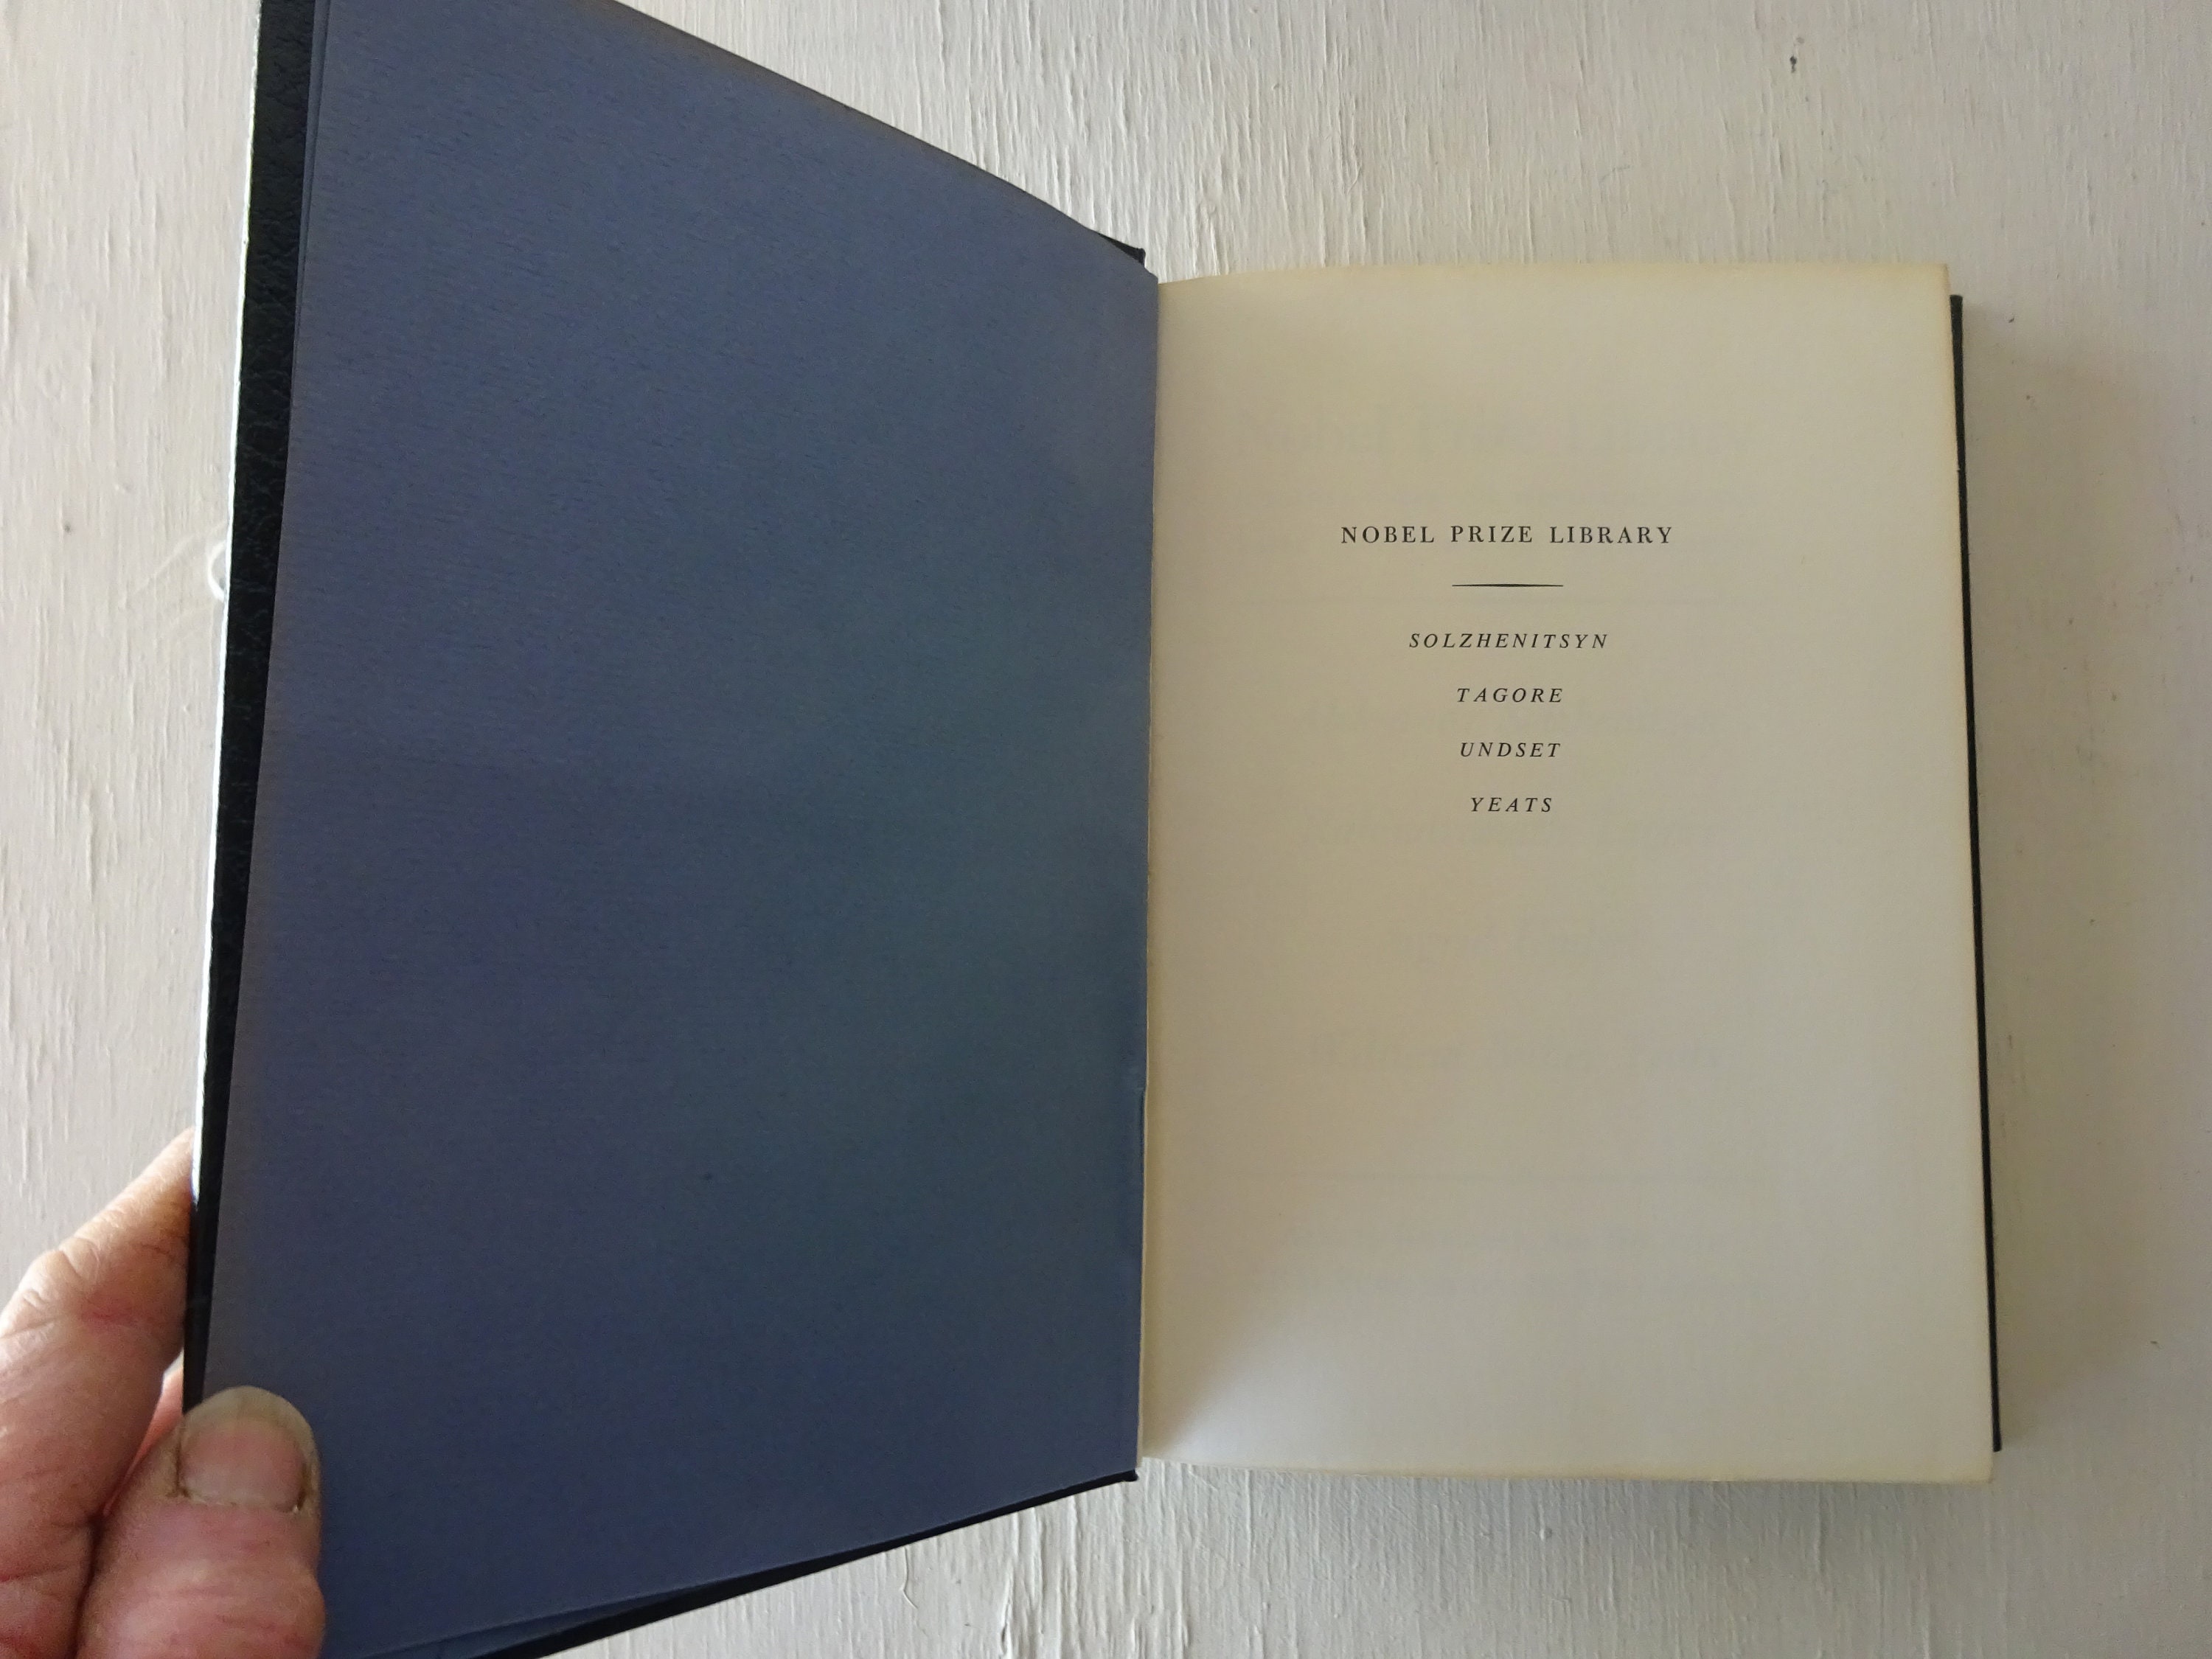 NOBEL PRIZE LIBRARY
SOLZHENITSYN
TAGORE
UNDSET
YEATS